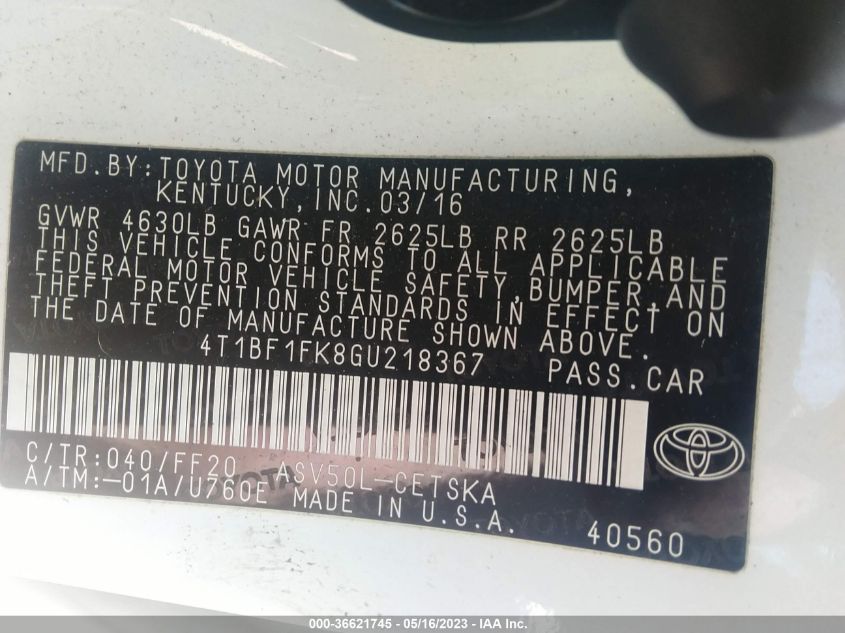 MFD.BY:TOYOTA MOTOR MANUFACTURING,
KENTUCKY,INC.03/16
GVWR 4630LB GAWR FR 2625LB RR 2625LB
THIS VEHICLE CONFORMS TO ALL APPLICABLE
FEDERAL MOTOR VEHICLE SAFETY,BUMPER,AND
THEFT PREVENTION STANDARDS IN EFFECT ON
THE DATE OF MANUFACTURE SHOWN ABOVE.
4T1BF1FK8GU218367 PASS.CAR
C/TR:040/FF20 ASV50L-CETSKA
A/TM:-01A/U760E MADE IN U.S.A.
40560
000-36621745 - 05/16/2023 - IAA Inc.